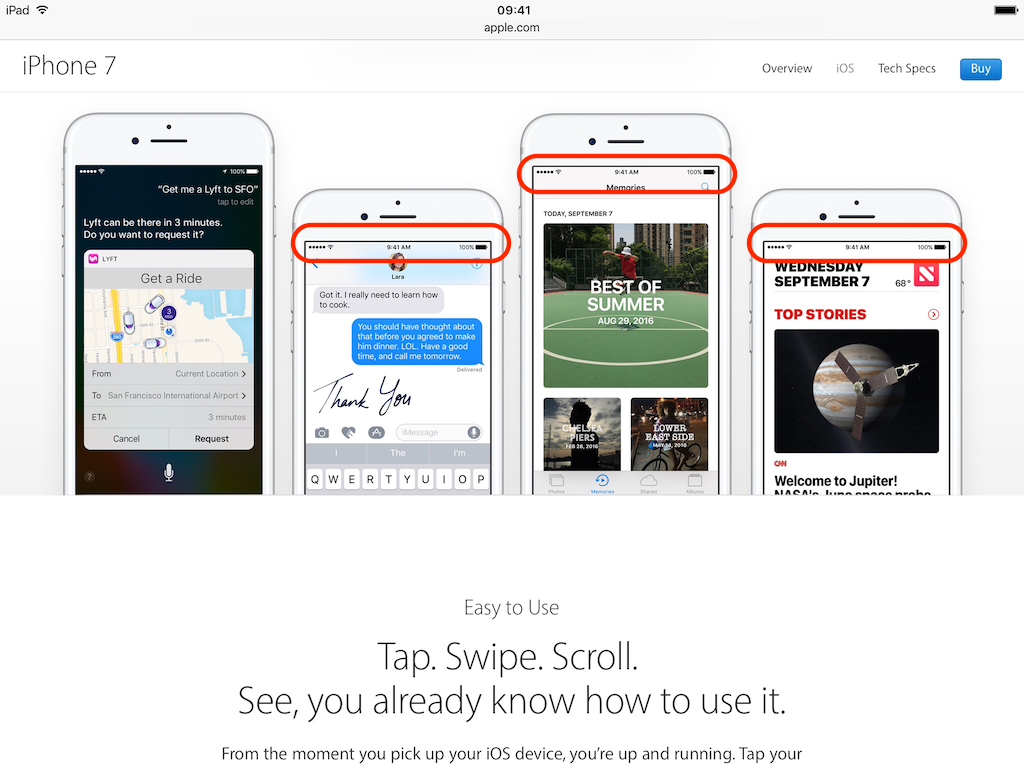 iPad 09:41
apple.com
iPhone 7
Overview iOS Tech Specs Buy
100%
“Get me a Lyft to SFO”
tap to edit
Lyft can be there in 3 minutes.
Do you want to request it?
LYFT
Get a Ride
3
MIN
280
From Current Location
To San Francisco International Airport
ETA 3 minutes
Cancel Request
?
9:41 AM 100%
Lara
Got it. I really need to learn how
to cook.
You should have thought about
that before you agreed to make
him dinner. LOL. Have a good
time, and call me tomorrow.
Delivered
Thank You
iMessage
I The I'm
Q W E R T Y U I O P
9:41 AM 100%
Memories
TODAY, SEPTEMBER 7
BEST OF
SUMMER
AUG 29, 2016
CHELSEA
PIERS
FEB 28, 2016
LOWER
EAST SIDE
MAY 14, 2016
Photos Memories Shared Albums
9:41 AM 100%
WEDNESDAY
SEPTEMBER 7
68°
N
TOP STORIES
CNN
Welcome to Jupiter!
NASA's Juno space probe
Easy to Use
Tap. Swipe. Scroll.
See, you already know how to use it.
From the moment you pick up your iOS device, you’re up and running. Tap your